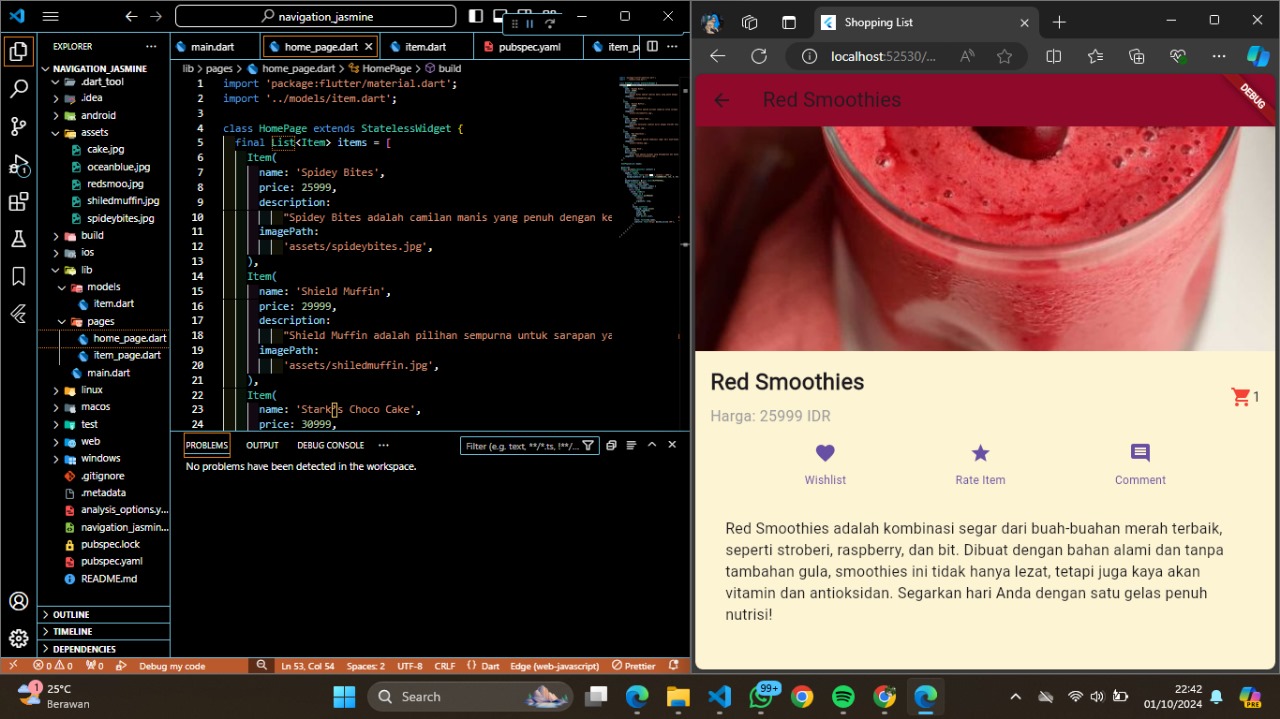 navigation_jasmine
EXPLORER
NAVIGATION_JASMINE
.dart_tool
.idea
android
assets
cake.jpg
oceanblue.jpg
redsmoo.jpg
shiledmuffin.jpg
spideybites.jpg
build
ios
lib
models
item.dart
pages
home_page.dart
item_page.dart
main.dart
linux
macos
test
web
windows
.gitignore
.metadata
analysis_options.y...
navigation_jasmin...
pubspec.lock
pubspec.yaml
README.md
OUTLINE
TIMELINE
DEPENDENCIES
main.dart
home_page.dart
item.dart
pubspec.yaml
item_p
lib > pages > home_page.dart > HomePage > build
1 import 'package:flutter/material.dart';
2 import '../models/item.dart';
3
4 class HomePage extends StatelessWidget {
5 final List<Item> items = [
6 Item(
7 name: 'Spidey Bites',
8 price: 25999,
9 description:
10 "Spidey Bites adalah camilan manis yang penuh dengan ke
11 imagePath:
12 'assets/spideybites.jpg',
13 ),
14 Item(
15 name: 'Shield Muffin',
16 price: 29999,
17 description:
18 "Shield Muffin adalah pilihan sempurna untuk sarapan ya
19 imagePath:
20 'assets/shiledmuffin.jpg',
21 ),
22 Item(
23 name: 'Stark's Choco Cake',
24 price: 30999,
PROBLEMS
OUTPUT
DEBUG CONSOLE
Filter (e.g. text, **/*.ts, !**/...
No problems have been detected in the workspace.
0 0
0
Debug my code
Ln 53, Col 54
Spaces: 2
UTF-8
CRLF
{} Dart
Edge (web-javascript)
Prettier
Shopping List
localhost:52530/...
DEBUG
Red Smoothies
Red Smoothies
1
Harga: 25999 IDR
Wishlist
Rate Item
Comment
Red Smoothies adalah kombinasi segar dari buah-buahan merah terbaik,
seperti stroberi, raspberry, dan bit. Dibuat dengan bahan alami dan tanpa
tambahan gula, smoothies ini tidak hanya lezat, tetapi juga kaya akan
vitamin dan antioksidan. Segarkan hari Anda dengan satu gelas penuh
nutrisi!
1
25°C
Berawan
Search
99+
22:42
01/10/2024
PRE